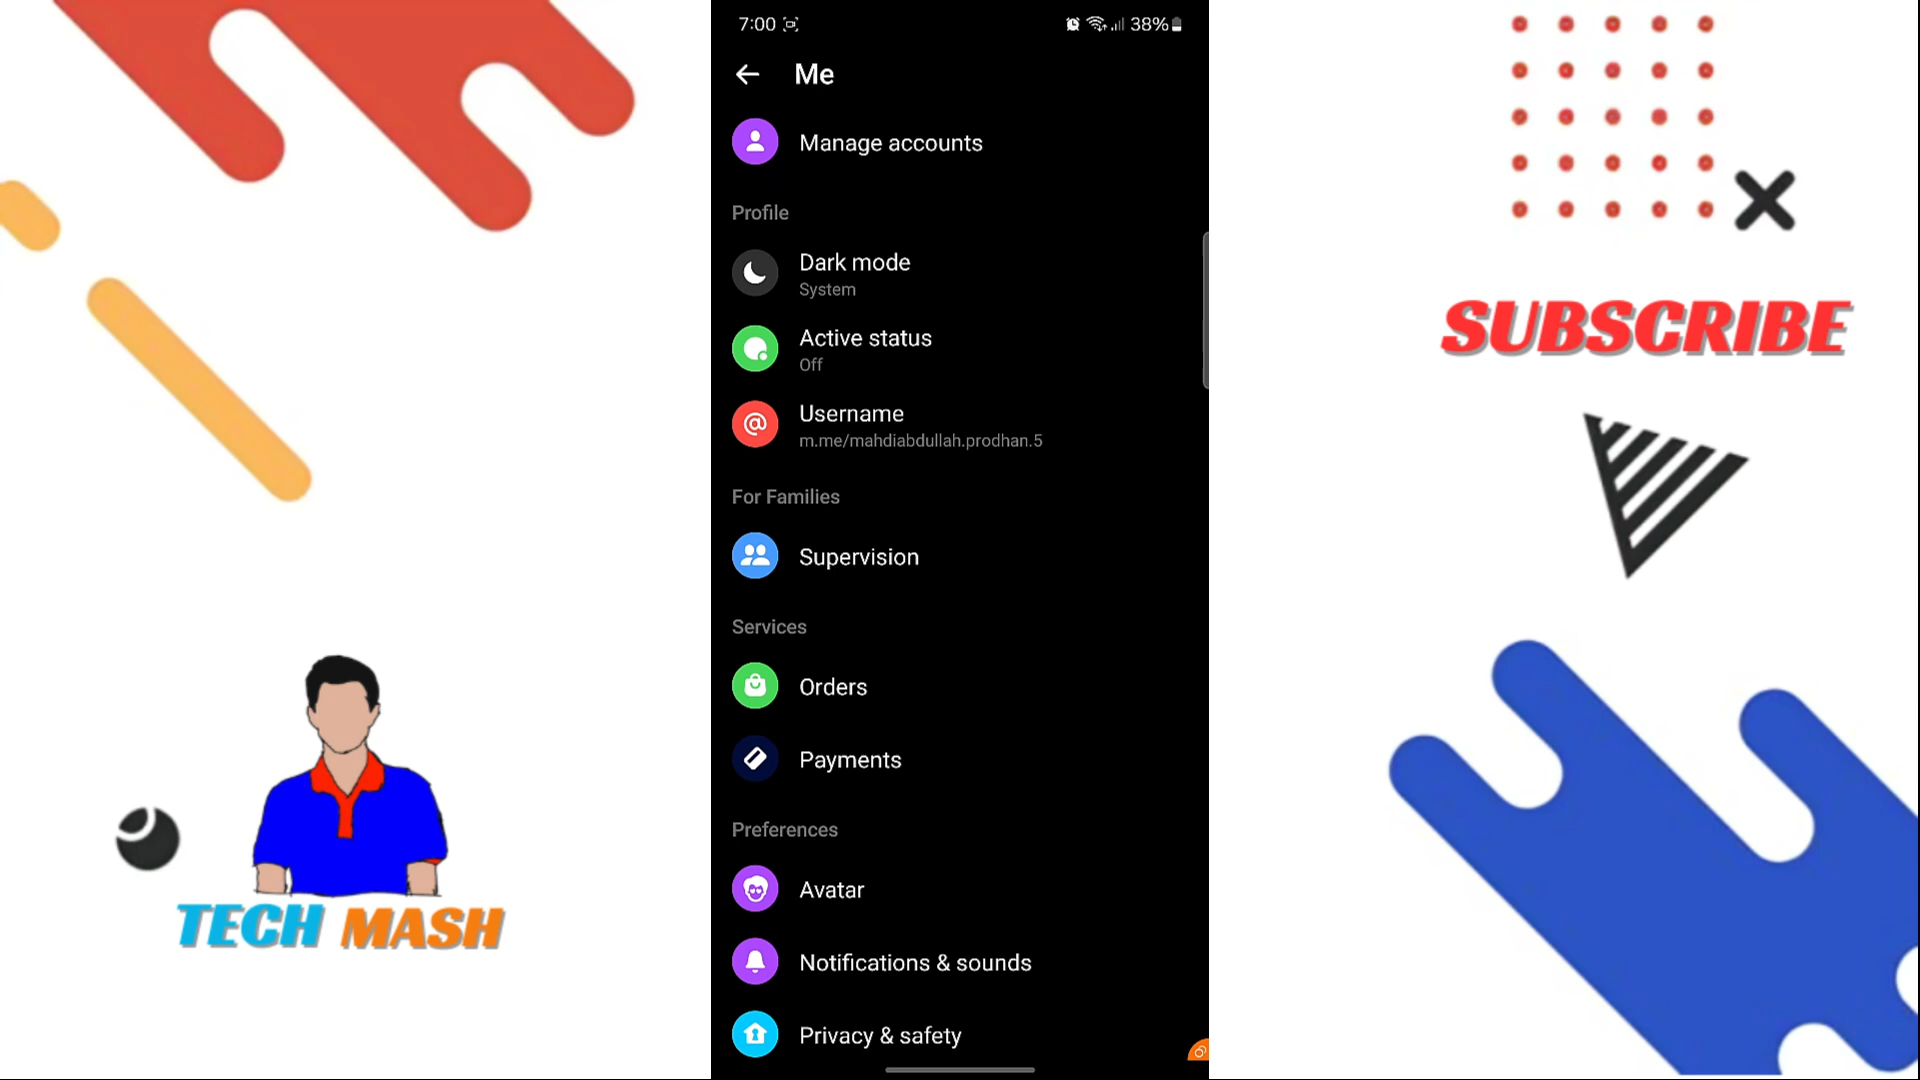 7:00
38%
Me
Manage accounts
Profile
Dark mode
System
Active status
Off
Username
m.me/mahdiabdullah.prodhan.5
For Families
Supervision
Services
Orders
Payments
Preferences
Avatar
Notifications & sounds
Privacy & safety
SUBSCRIBE
TECH MASH